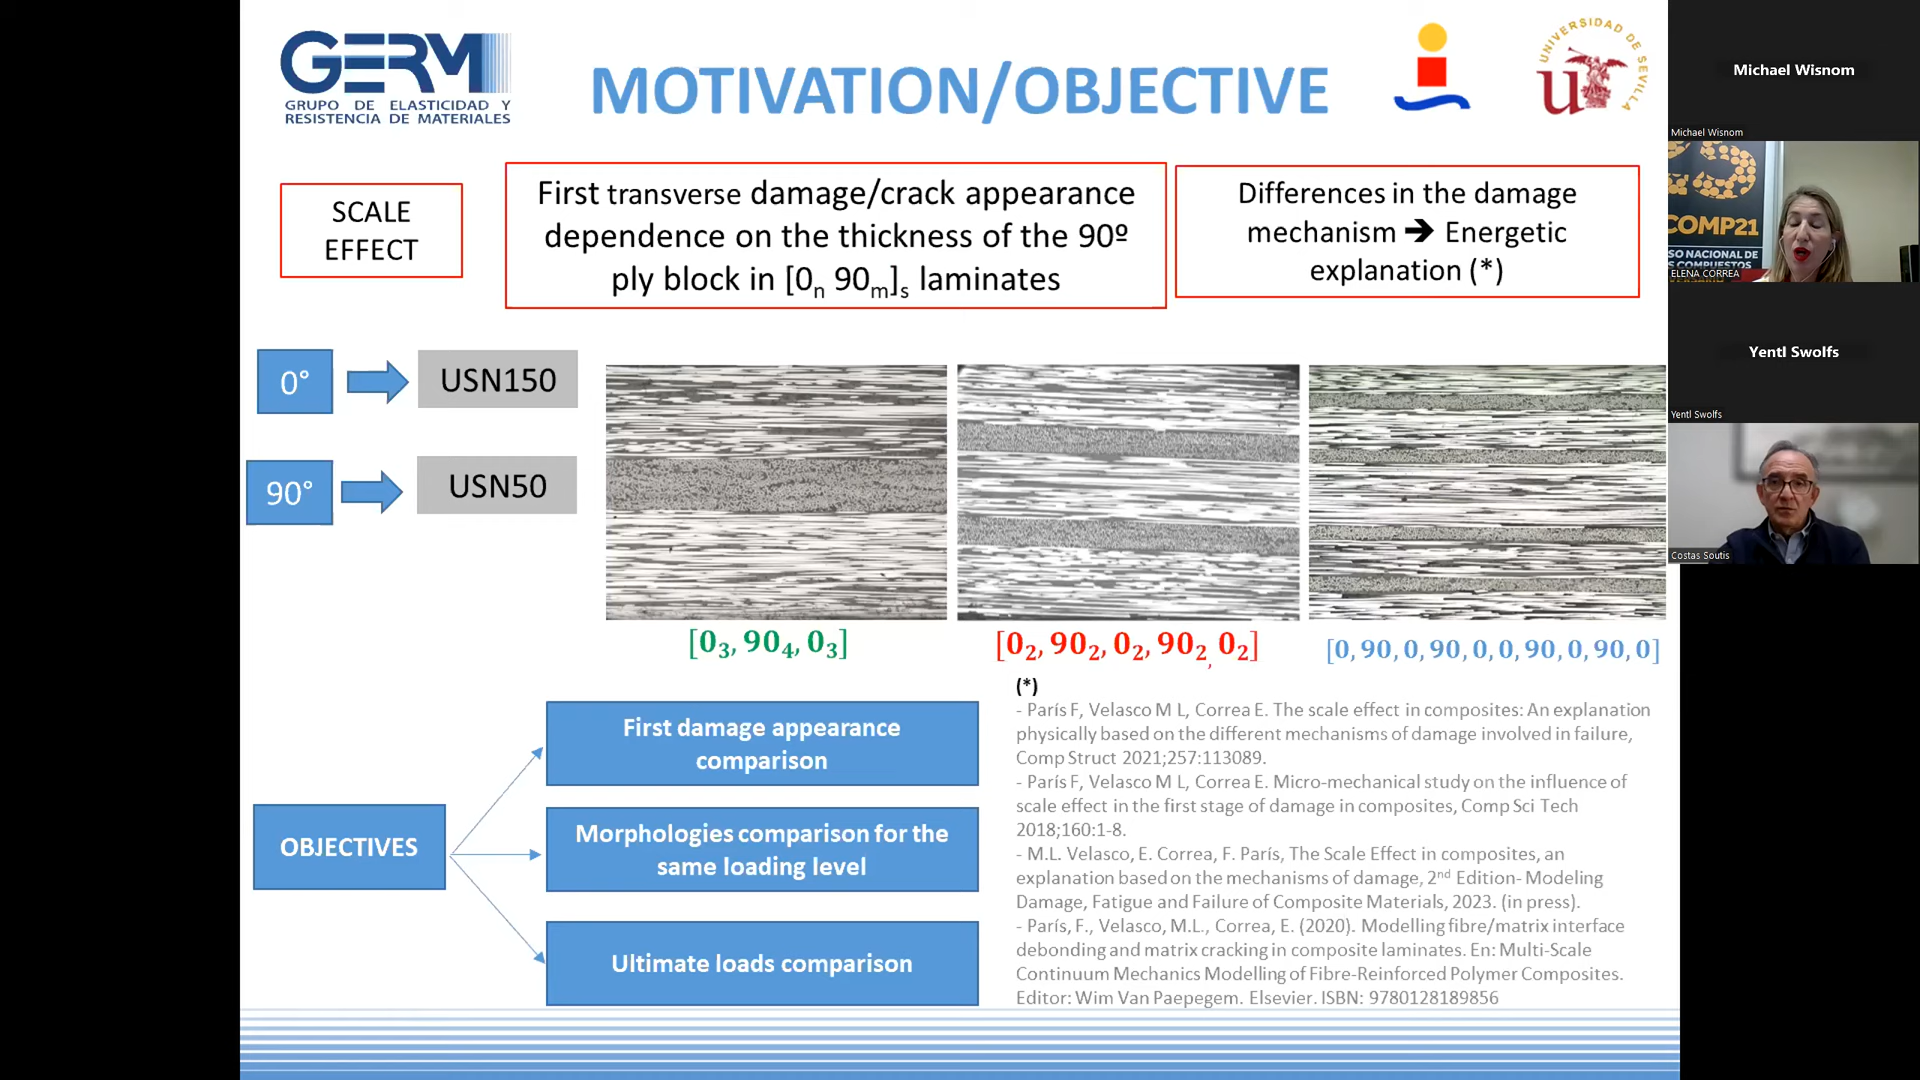 GERM
GRUPO DE ELASTICIDAD Y
RESISTENCIA DE MATERIALES
MOTIVATION/OBJECTIVE
UNIVERSIDAD DE SEVILLA
SCALE
EFFECT
First transverse damage/crack appearance
dependence on the thickness of the 90º
ply block in [0n 90m]s laminates
Differences in the damage
mechanism ➔ Energetic
explanation (*)
0°
USN150
90°
USN50
[0₃, 90₄, 0₃]
[0₂, 90₂, 0₂, 90₂, 0₂]
[0, 90, 0, 90, 0, 0, 90, 0, 90, 0]
OBJECTIVES
First damage appearance
comparison
Morphologies comparison for the
same loading level
Ultimate loads comparison
(*)
- París F, Velasco M L, Correa E. The scale effect in composites: An explanation
physically based on the different mechanisms of damage involved in failure,
Comp Struct 2021;257:113089.
- París F, Velasco M L, Correa E. Micro-mechanical study on the influence of
scale effect in the first stage of damage in composites, Comp Sci Tech
2018;160:1-8.
- M.L. Velasco, E. Correa, F. París, The Scale Effect in composites, an
explanation based on the mechanisms of damage, 2nd Edition- Modeling
Damage, Fatigue and Failure of Composite Materials, 2023. (in press).
- París, F., Velasco, M.L., Correa, E. (2020). Modelling fibre/matrix interface
debonding and matrix cracking in composite laminates. En: Multi-Scale
Continuum Mechanics Modelling of Fibre-Reinforced Polymer Composites.
Editor: Wim Van Paepegem. Elsevier. ISBN: 9780128189856
Michael Wisnom
Michael Wisnom
COMP21
SO NACIONAL DE
ELENA CORREA
Yentl Swolfs
Yentl Swolfs
Costas Soutis